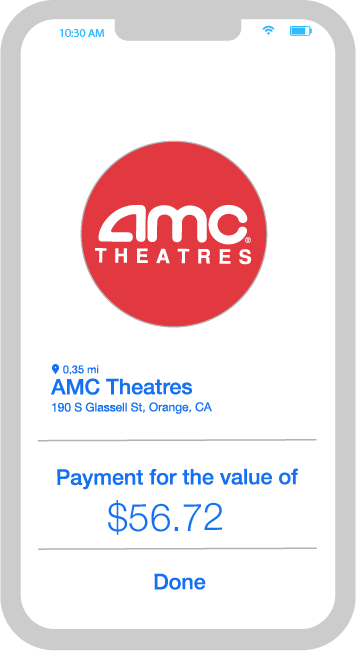 10:30 AM
amc
THEATRES®
0,35 mi
AMC Theatres
190 S Glassell St, Orange, CA
Payment for the value of
$56.72
Done